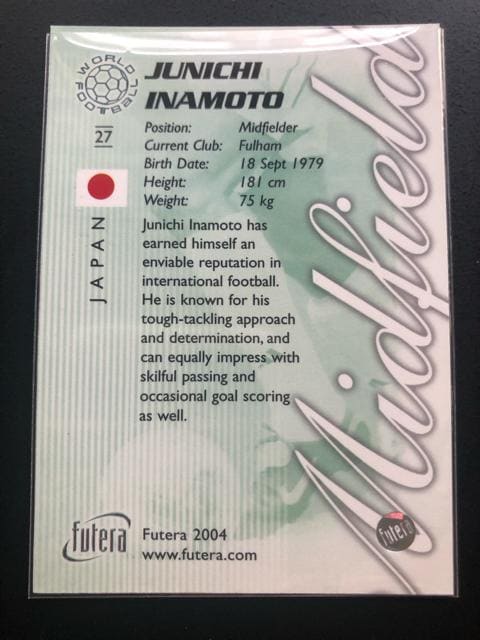 WORLD FOOTBALL
JUNICHI
INAMOTO
27
Position: Midfielder
Current Club: Fulham
Birth Date: 18 Sept 1979
Height: 181 cm
Weight: 75 kg
JAPAN
Junichi Inamoto has
earned himself an
enviable reputation in
international football.
He is known for his
tough-tackling approach
and determination, and
can equally impress with
skilful passing and
occasional goal scoring
as well.
Midfield
futera
Futera 2004
www.futera.com
futera